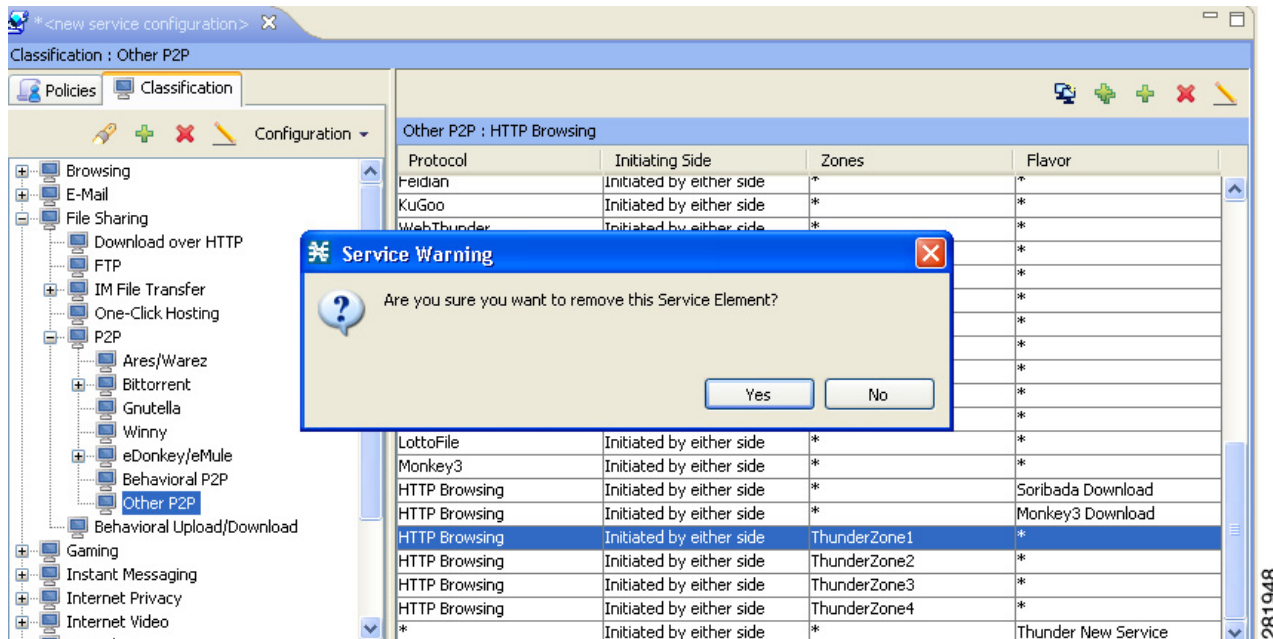 *<new service configuration>
Classification : Other P2P
Policies
Classification
Configuration
Browsing
E-Mail
File Sharing
Download over HTTP
FTP
IM File Transfer
One-Click Hosting
P2P
Ares/Warez
Bittorrent
Gnutella
Winny
eDonkey/eMule
Behavioral P2P
Other P2P
Behavioral Upload/Download
Gaming
Instant Messaging
Internet Privacy
Internet Video
Other P2P : HTTP Browsing
Protocol Initiating Side Zones Flavor
Feidian Initiated by either side * *
KuGoo Initiated by either side * *
WebThunder Initiated by either side * *
*
*
*
*
*
*
*
*
LottoFile Initiated by either side * *
Monkey3 Initiated by either side * *
HTTP Browsing Initiated by either side * Soribada Download
HTTP Browsing Initiated by either side * Monkey3 Download
HTTP Browsing Initiated by either side ThunderZone1 *
HTTP Browsing Initiated by either side ThunderZone2 *
HTTP Browsing Initiated by either side ThunderZone3 *
HTTP Browsing Initiated by either side ThunderZone4 *
* Initiated by either side * Thunder New Service
Service Warning
Are you sure you want to remove this Service Element?
Yes
No
281948